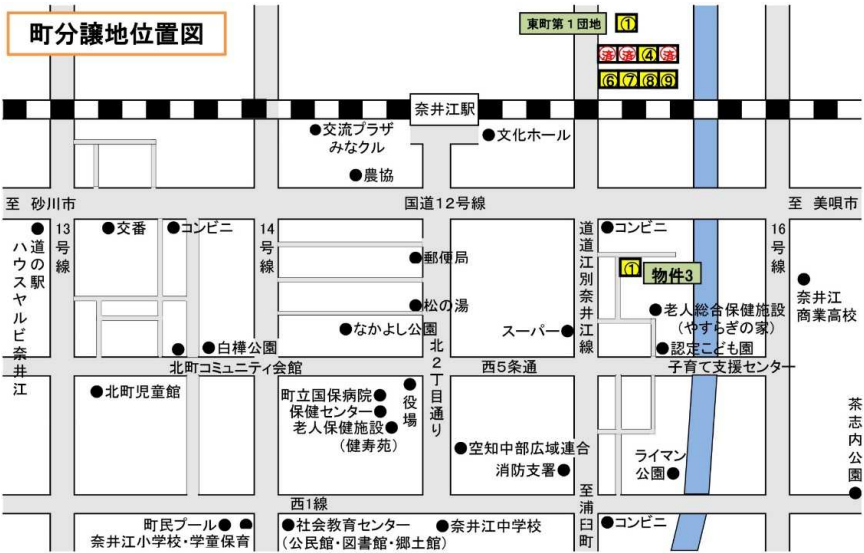 町分譲地位置図
東町第1団地
①
済 済 ④ 済
⑥ ⑦ ⑧ ⑨
奈井江駅
●交流プラザ
みなクル
●文化ホール
●農協
至 砂川市
国道12号線
至 美唄市
●道の駅
ハウスヤルビ奈井江
13号線
●交番
●コンビニ
14号線
●郵便局
●松の湯
●なかよし公園
道道江別奈井江線
●コンビニ
① 物件3
16号線
●奈井江
商業高校
●老人総合保健施設
(やすらぎの家)
スーパー●
●認定こども園
子育て支援センター
●白樺公園
●北町コミュニティ会館
北2丁目通り
西5条通
●北町児童館
町立国保病院●
保健センター●
老人保健施設●
(健寿苑)
●役場
●空知中部広域連合
消防支署●
ライマン
公園●
茶志内公園●
西1線
至浦臼町
町民プール●
●奈井江小学校・学童保育
●社会教育センター
(公民館・図書館・郷土館)
●奈井江中学校
●コンビニ